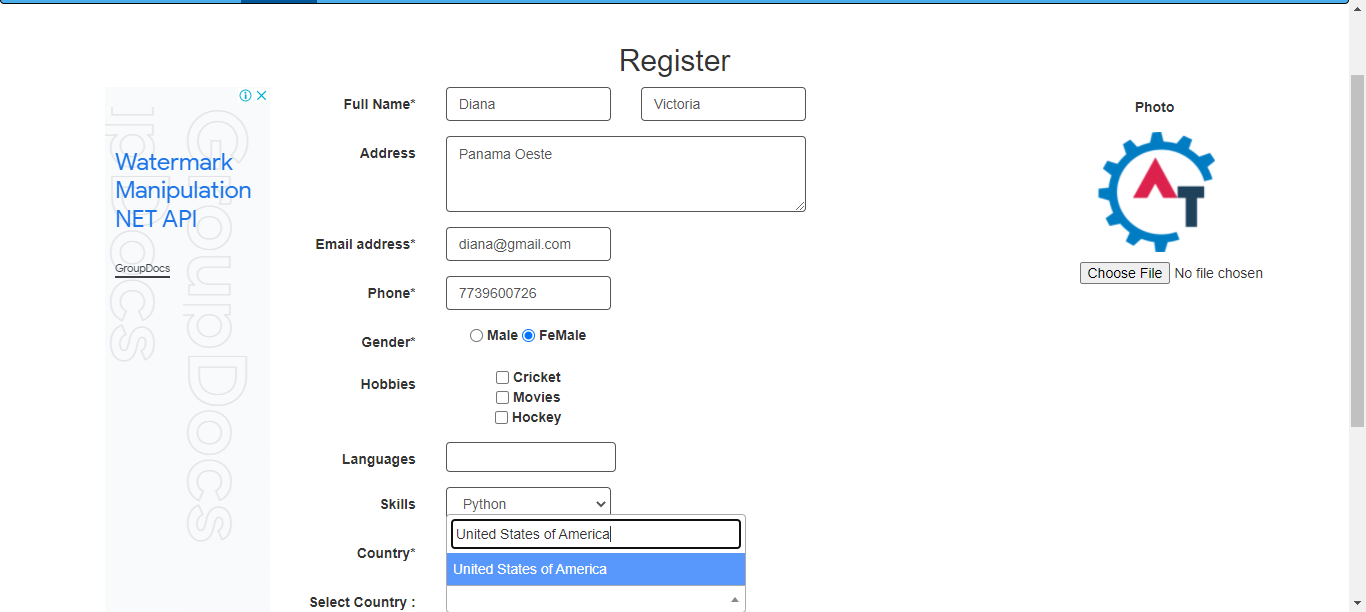 Register
Full Name*
Diana
Victoria
Photo
Address
Panama Oeste
Watermark
Manipulation
NET API
GroupDocs
GroupDocs
GroupDocs
AT
Email address*
diana@gmail.com
Choose File No file chosen
Phone*
7739600726
Gender*
Male FeMale
Hobbies
Cricket
Movies
Hockey
Languages
Skills
Python
United States of America
Country*
United States of America
Select Country :